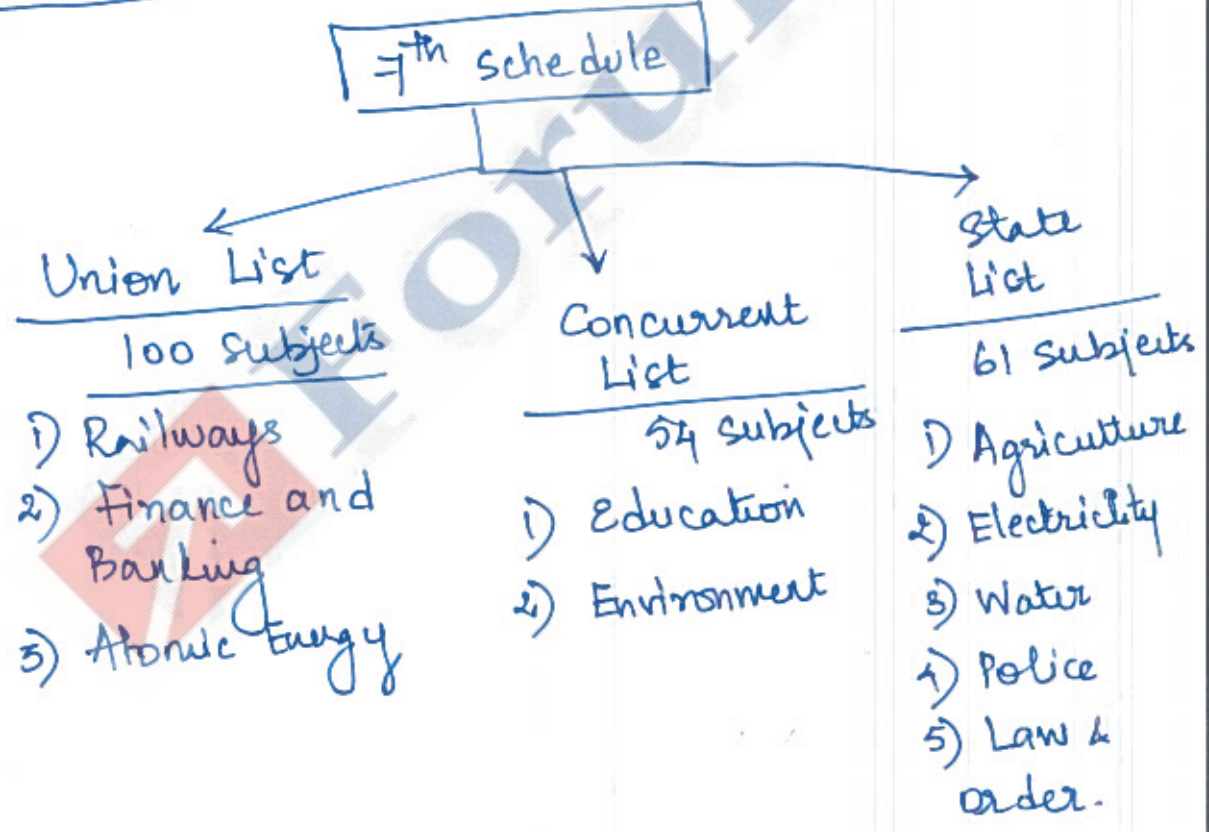 7th Schedule
Union List
100 Subjects
1) Railways
2) Finance and
Banking
3) Atomic Energy
Concurrent
List
54 subjects
1) Education
2) Environment
State
List
61 subjects
1) Agriculture
2) Electricity
3) Water
4) Police
5) Law &
order.
Forum